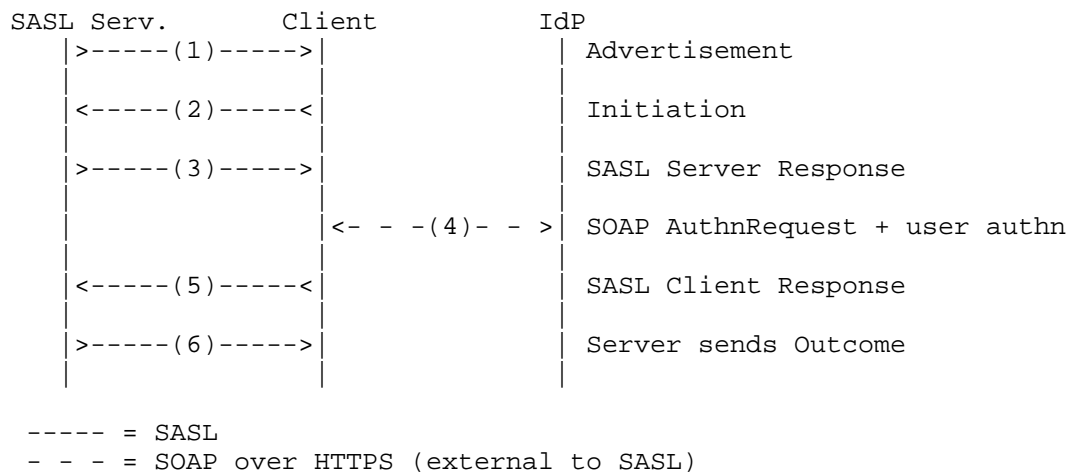 SASL Serv.       Client          IdP
    |>-----(1)----->|               | Advertisement
    |               |               |
    |<-----(2)-----<|               | Initiation
    |               |               |
    |>-----(3)----->|               | SASL Server Response
    |               |               |
    |               |<- - -(4)- - >| SOAP AuthnRequest + user authn
    |               |               |
    |<-----(5)-----<|               | SASL Client Response
    |               |               |
    |>-----(6)----->|               | Server sends Outcome
    |               |               |
----- = SASL
- - - = SOAP over HTTPS (external to SASL)